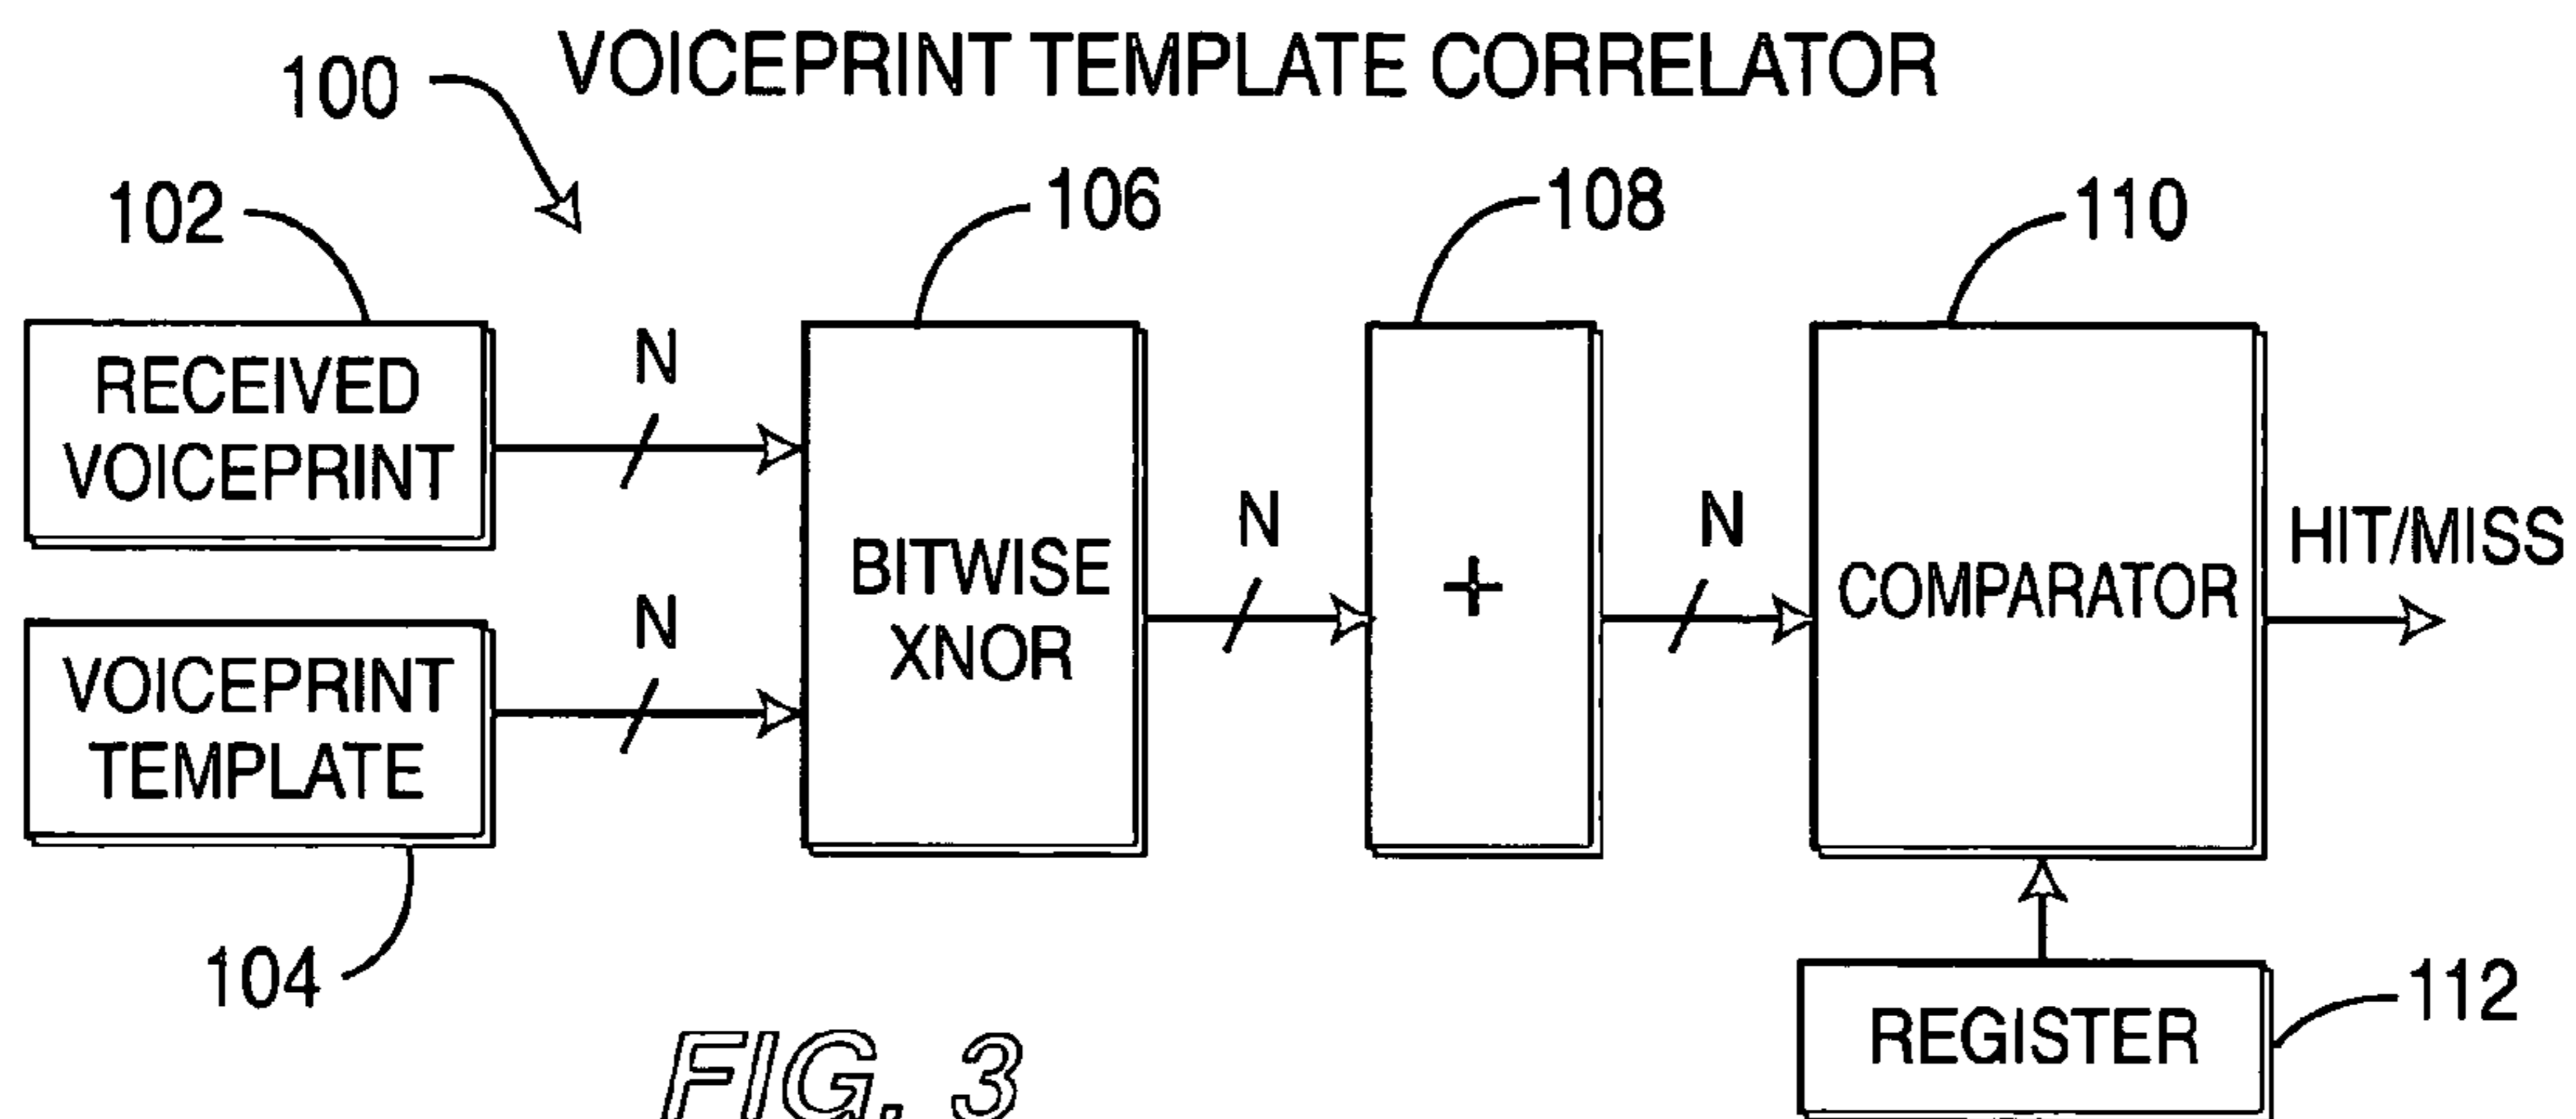 VOICEPRINT TEMPLATE CORRELATOR
100
102
106
108
110
RECEIVED
VOICEPRINT
N
VOICEPRINT
TEMPLATE
N
104
BITWISE
XNOR
N
+
N
COMPARATOR
HIT/MISS
REGISTER
112
FIG. 3